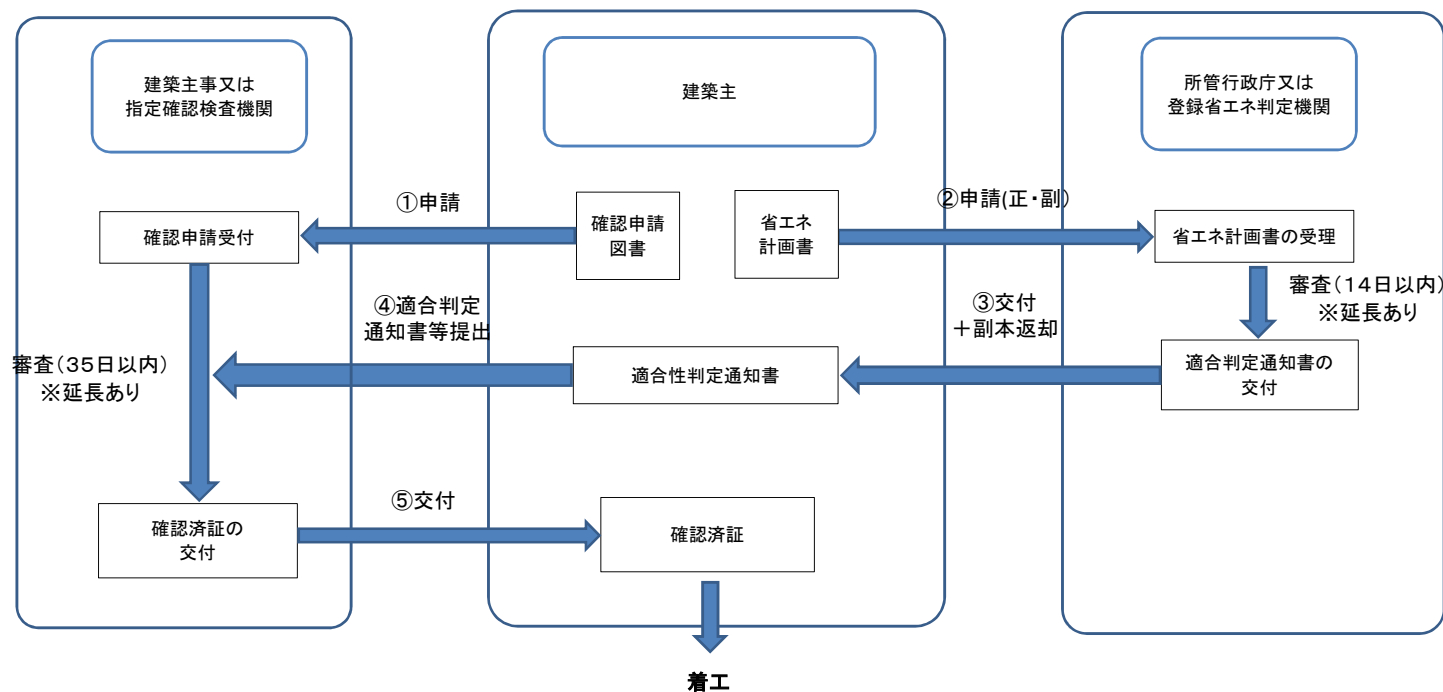 建築主事又は
指定確認検査機関
建築主
所管行政庁又は
登録省エネ判定機関
①申請
②申請(正・副)
確認申請受付
確認申請
図書
省エネ
計画書
省エネ計画書の受理
④適合判定
通知書等提出
③交付
＋副本返却
審査(14日以内)
※延長あり
審査(35日以内)
※延長あり
適合性判定通知書
適合判定通知書の
交付
⑤交付
確認済証の
交付
確認済証
着工